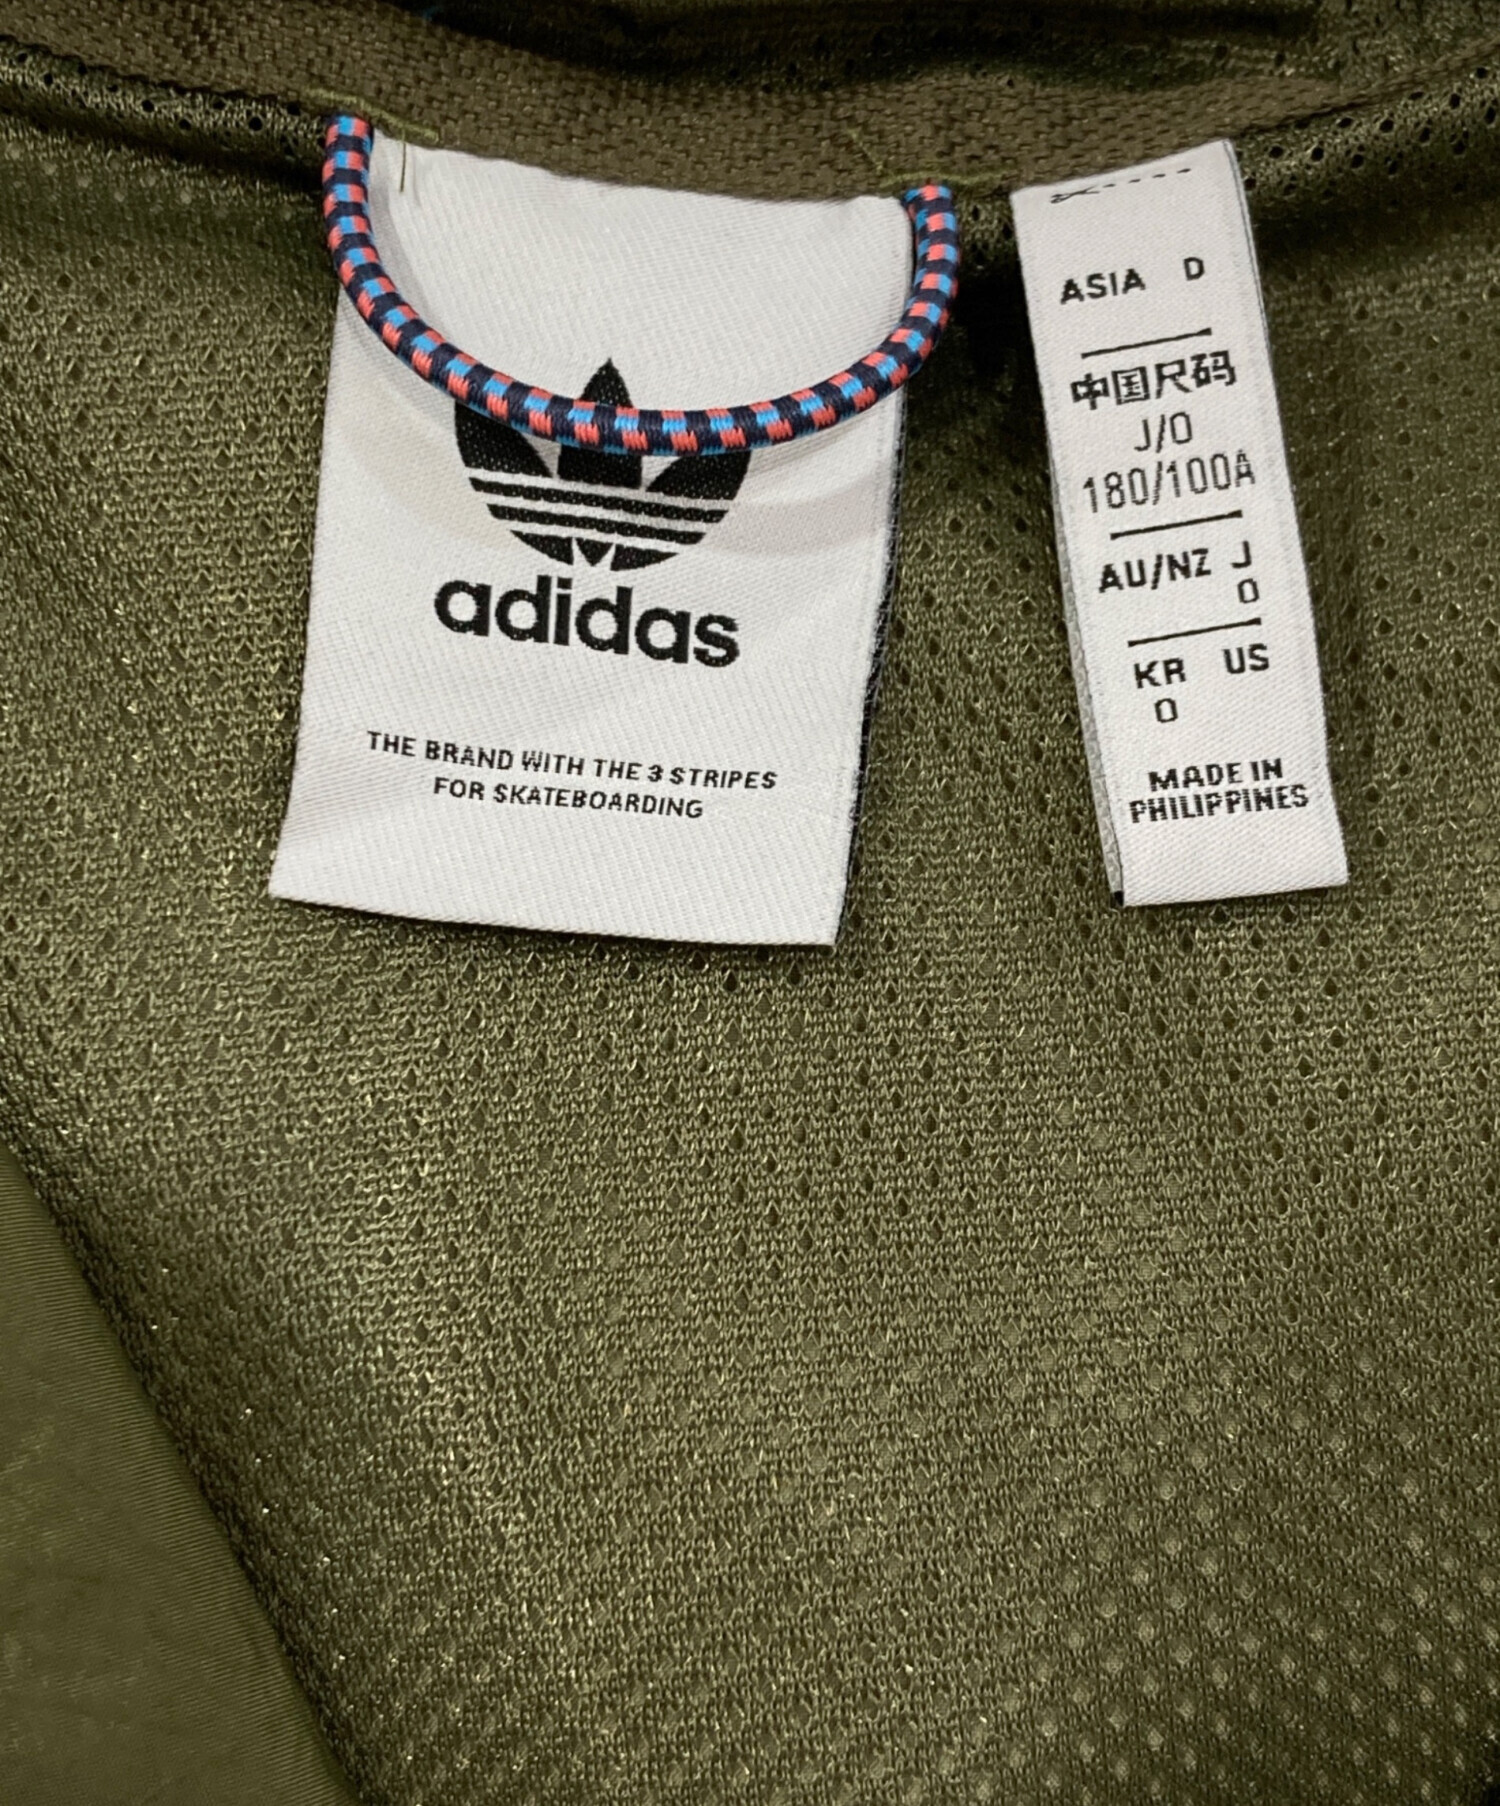 adidas
THE BRAND WITH THE 3 STRIPES
FOR SKATEBOARDING
ASIA D
中国尺码
J/O
180/100A
AU/NZ J
O
KR US
O
MADE IN
PHILIPPINES